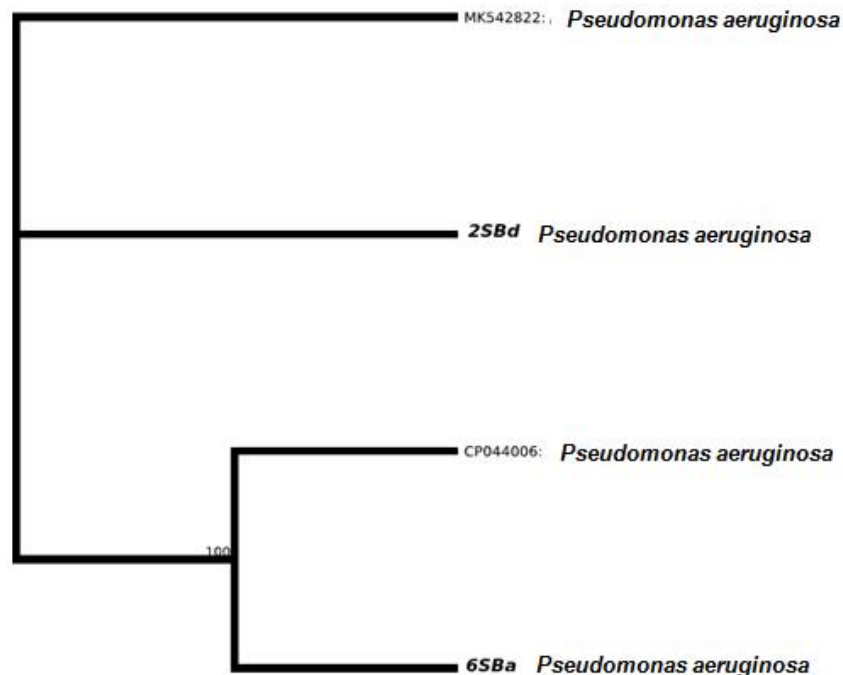 MK542822: Pseudomonas aeruginosa
2SBd Pseudomonas aeruginosa
CP044006: Pseudomonas aeruginosa
100
6SBa Pseudomonas aeruginosa